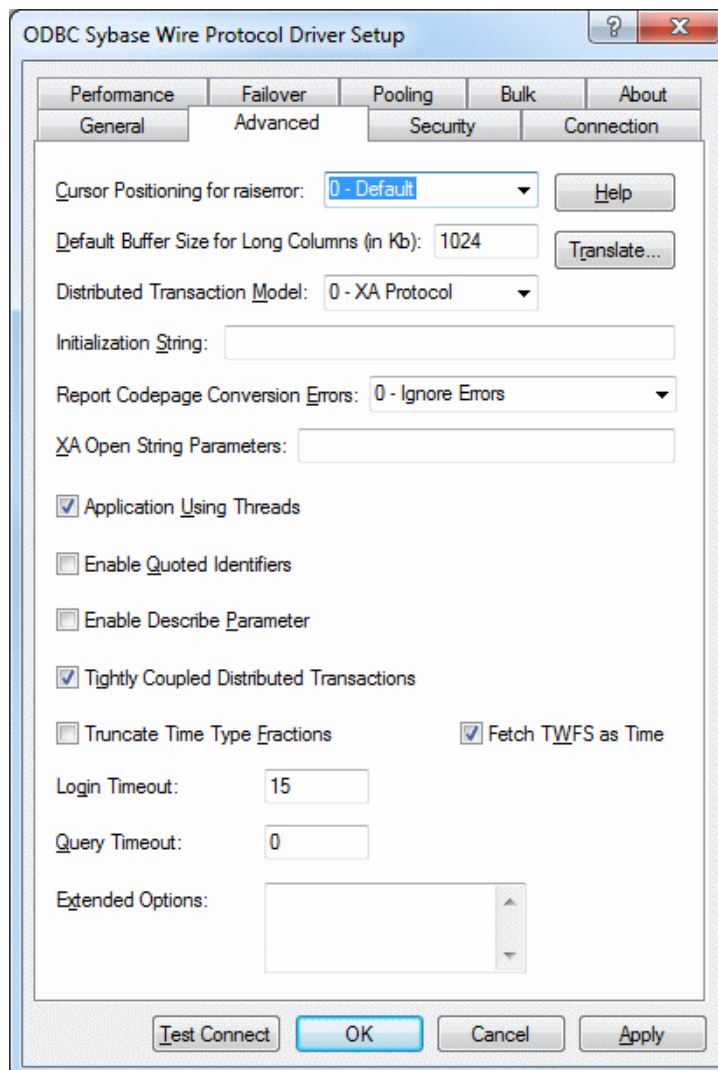 ODBC Sybase Wire Protocol Driver Setup
?
X
Performance Failover Pooling Bulk About
General Advanced Security Connection
Cursor Positioning for raiserror: 0 - Default Help
Default Buffer Size for Long Columns (in Kb): 1024 Translate...
Distributed Transaction Model: 0 - XA Protocol
Initialization String:
Report Codepage Conversion Errors: 0 - Ignore Errors
XA Open String Parameters:
Application Using Threads
Enable Quoted Identifiers
Enable Describe Parameter
Tightly Coupled Distributed Transactions
Truncate Time Type Fractions Fetch TWFS as Time
Login Timeout: 15
Query Timeout: 0
Extended Options:
Test Connect OK Cancel Apply